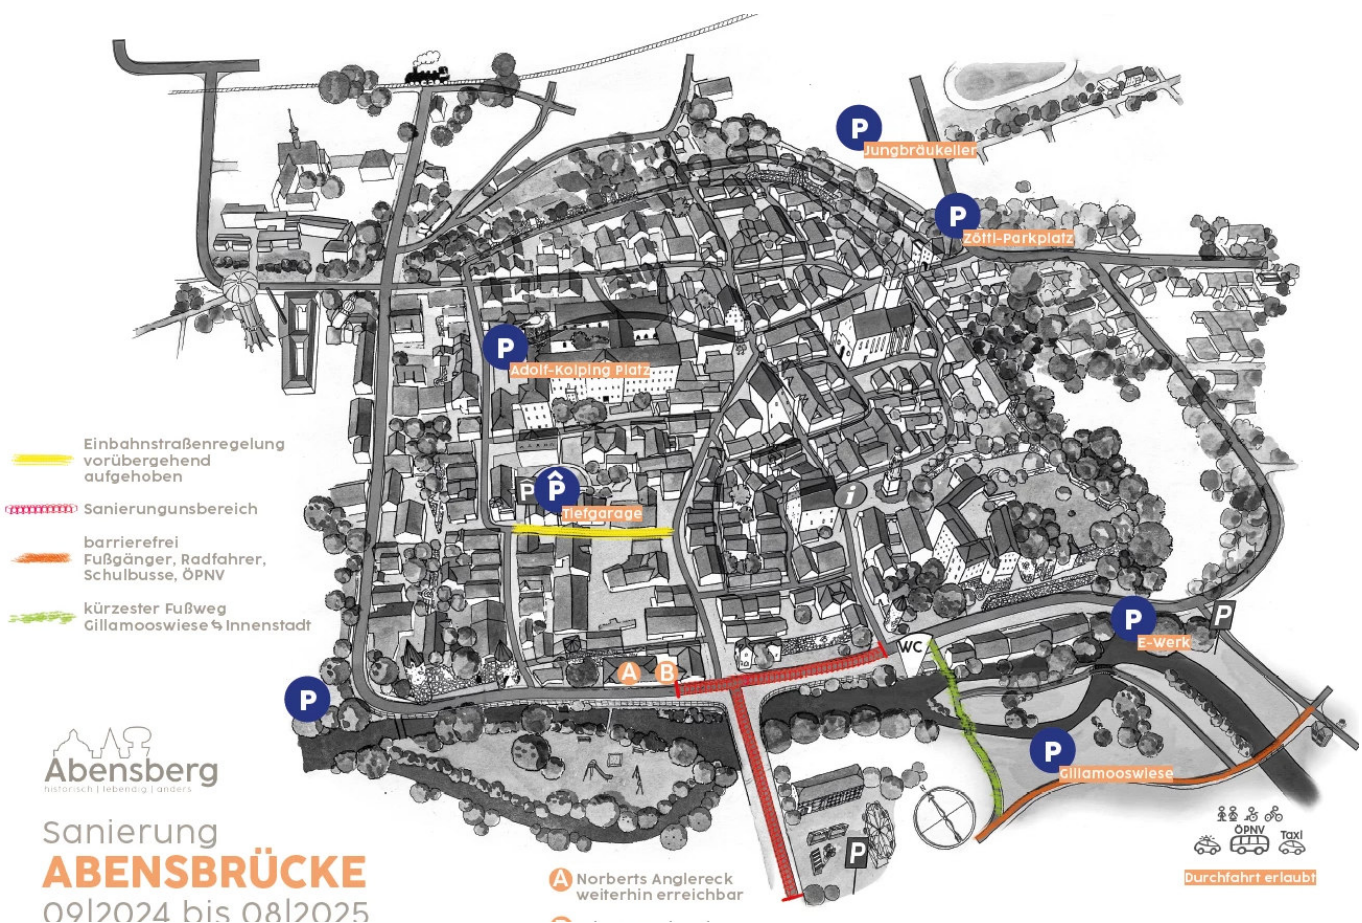 P
Jungbräukeller
P
Zöttl-Parkplatz
P
Adolf-Kolping Platz
Einbahnstraßenregelung
vorübergehend
aufgehoben
Sanierungunsbereich
barrierefrei
Fußgänger, Radfahrer,
Schulbusse, ÖPNV
kürzester Fußweg
Gillamooswiese ⇆ Innenstadt
P P
Tiefgarage
i
P
E-Werk
P
WC
A B
P
P
Gillamooswiese
P
ÖPNV Taxi
Durchfahrt erlaubt
Abensberg
historisch | lebendig | anders
Sanierung
ABENSBRÜCKE
09|2024 bis 08|2025
A Norberts Anglereck
weiterhin erreichbar